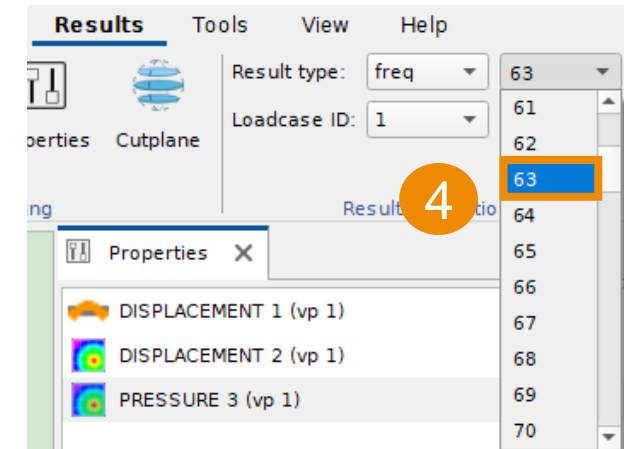 Results Tools View Help
Result type: freq 63
Loadcase ID: 1
perties Cutplane
ng
Result
tio
4
61
62
63
64
65
66
67
68
69
70
Properties
DISPLACEMENT 1 (vp 1)
DISPLACEMENT 2 (vp 1)
PRESSURE 3 (vp 1)